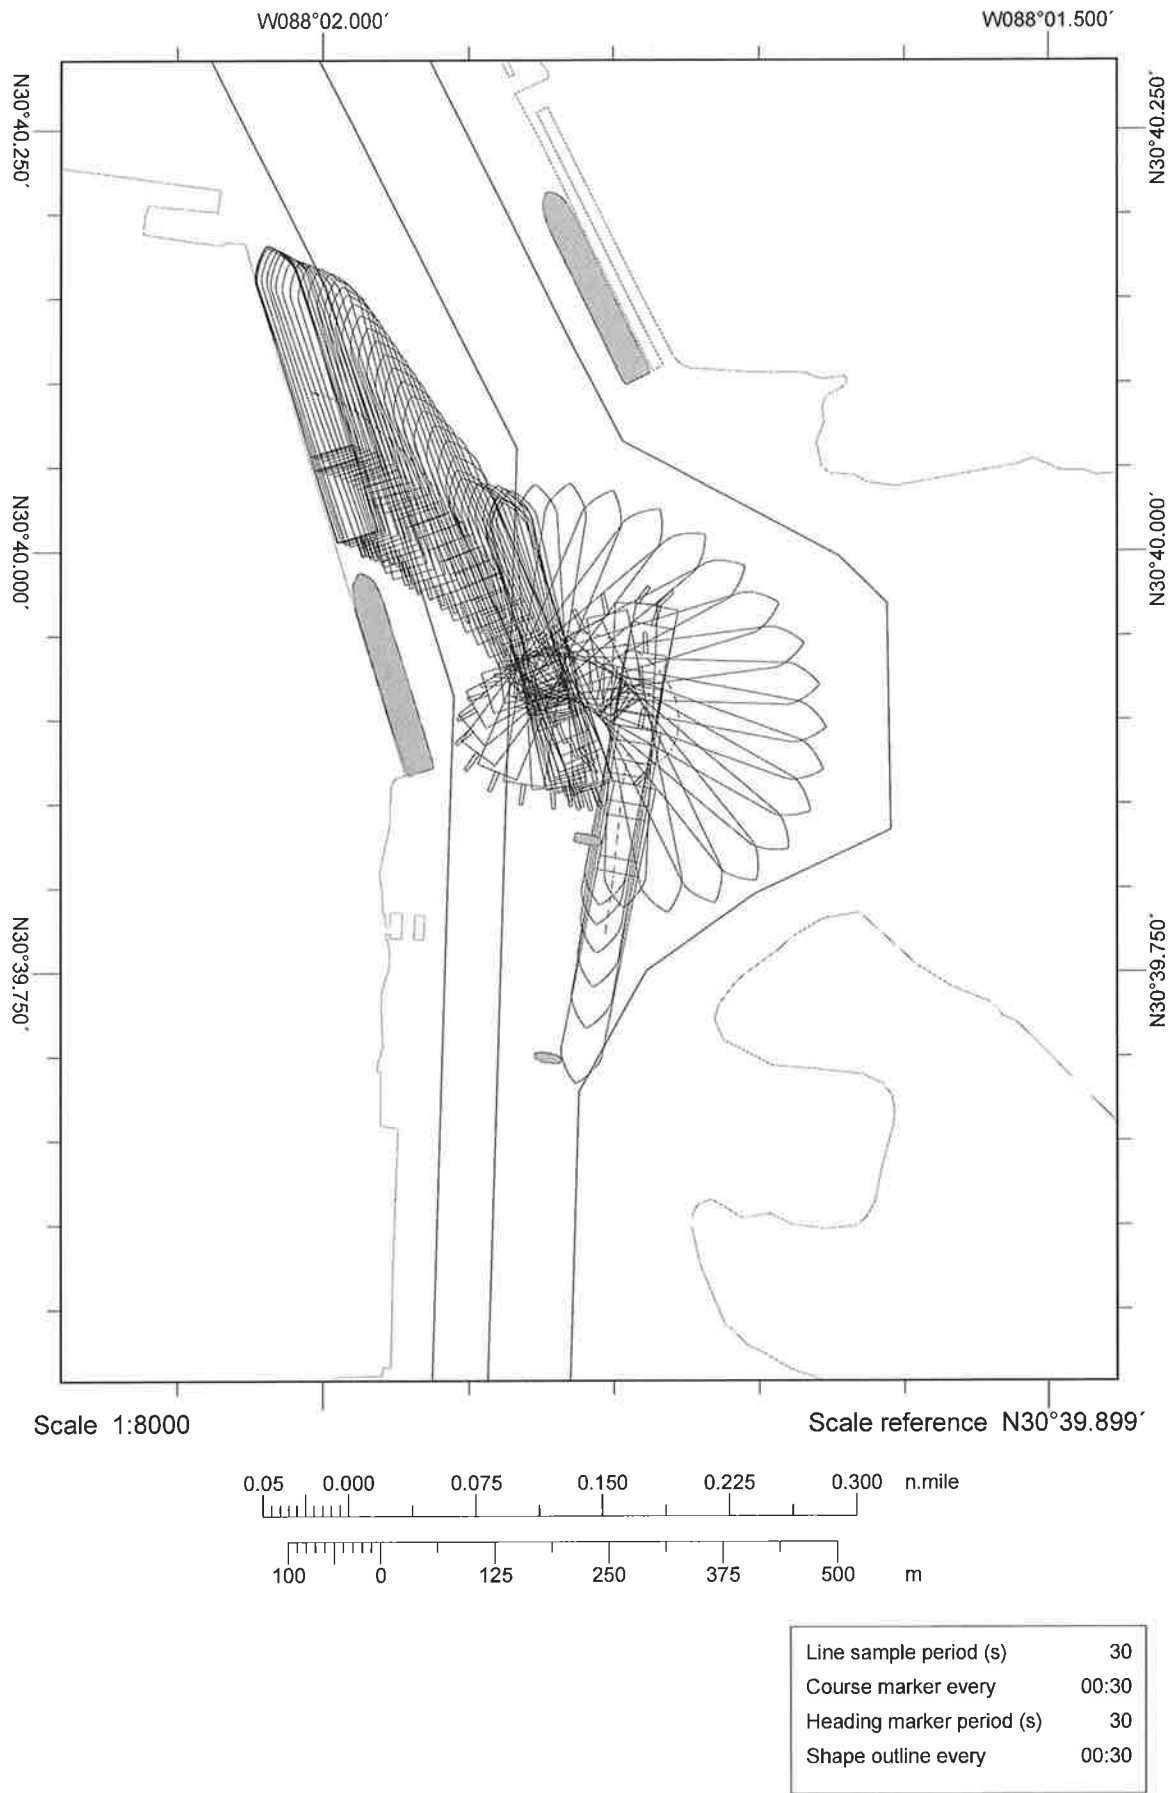 W088°02.000´ W088°01.500´
N30°40.250´ N30°40.250´
N30°40.000´ N30°40.000´
N30°39.750´ N30°39.750´
Scale 1:8000 Scale reference N30°39.899´
0.05 0.000 0.075 0.150 0.225 0.300 n.mile
100 0 125 250 375 500 m
Line sample period (s) 30
Course marker every 00:30
Heading marker period (s) 30
Shape outline every 00:30